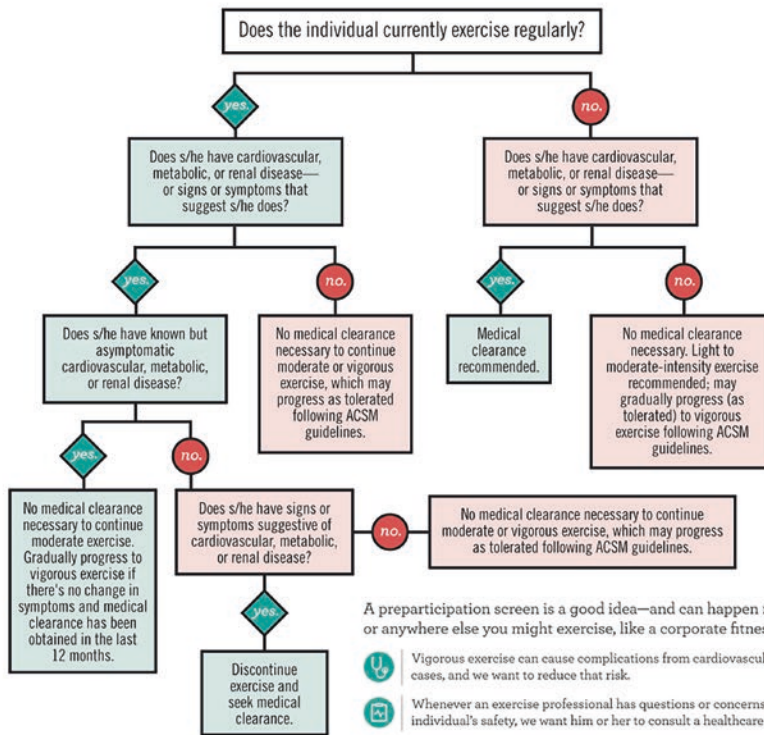 Does the individual currently exercise regularly?
yes.
no.
Does s/he have cardiovascular,
metabolic, or renal disease—
or signs or symptoms that
suggest s/he does?
Does s/he have cardiovascular,
metabolic, or renal disease—
or signs or symptoms that
suggest s/he does?
yes.
no.
yes.
no.
Does s/he have known but
asymptomatic
cardiovascular, metabolic,
or renal disease?
No medical clearance
necessary to continue
moderate or vigorous
exercise, which may
progress as tolerated
following ACSM
guidelines.
Medical
clearance
recommended.
No medical clearance
necessary. Light to
moderate-intensity exercise
recommended; may
gradually progress (as
tolerated) to vigorous
exercise following ACSM
guidelines.
yes.
no.
No medical clearance
necessary to continue
moderate exercise.
Gradually progress to
vigorous exercise if
there's no change in
symptoms and medical
clearance has been
obtained in the last
12 months.
Does s/he have signs or
symptoms suggestive of
cardiovascular, metabolic,
or renal disease?
no.
No medical clearance necessary to continue
moderate or vigorous exercise, which may progress
as tolerated following ACSM guidelines.
yes.
Discontinue
exercise and
seek medical
clearance.
A preparticipation screen is a good idea—and can happen
or anywhere else you might exercise, like a corporate fitnes
Vigorous exercise can cause complications from cardiovascul
cases, and we want to reduce that risk.
Whenever an exercise professional has questions or concerns
individual's safety, we want him or her to consult a healthcare